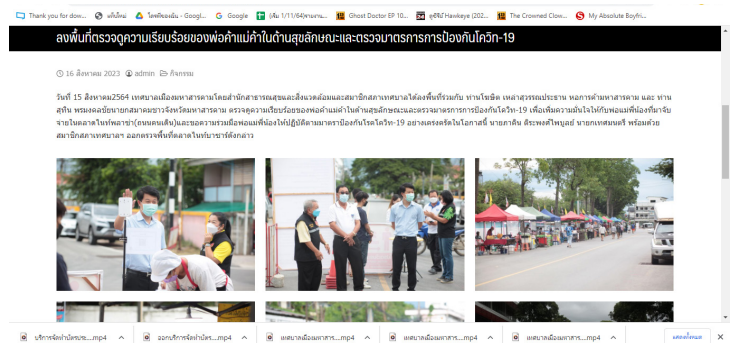 Thank you for dow... แท็บใหม่ ไดรฟ์ของฉัน - Googl... Google (เต้ม 1/11/64)รายงาน... Ghost Doctor EP 10... ดูซีรีส์ Hawkeye (202... The Crowned Clow... My Absolute Boyfri...
ลงพื้นที่ตรวจดูความเรียบร้อยของพ่อค้าแม่ค้าในด้านสุขลักษณะและตรวจมาตรการการป้องกันโควิท-19
16 สิงหาคม 2023 admin กิจกรรม
วันที่ 15 สิงหาคม2564 เทศบาลเมืองมหาสารคามโดยสำนักสาธารณสุขและสิ่งแวดล้อมและสมาชิกสภาเทศบาลได้ลงพื้นที่ร่วมกับ ท่านโฆษิต เหล่าสุวรรณประธาน หอการค้ามหาสารคาม และ ท่าน
สุทิน พรมงคลชัยนายกสมาคมชาวจังหวัดมหาสารคาม ตรวจดูความเรียบร้อยของพ่อค้าแม่ค้าในด้านสุขลักษณะและตรวจมาตรการการป้องกันโควิท-19 เพื่อเพิ่มความมั่นใจให้กับพ่อแม่พี่น้องที่มาจับ
จ่ายในตลาดไนท์พลาซ่า(ถนนคนเดิน)และขอความร่วมมือพ่อแม่พี่น้องให้ปฏิบัติตามมาตราป้องกันโรคโควิท-19 อย่างเคร่งครัดในโอกาสนี้ นายภาดิน ติระพงศ์ไพบูลย์ นายกเทศมนตรี พร้อมด้วย
สมาชิกสภาเทศบาลฯ ออกตรวจพื้นที่ตลาดไนท์บาซาร์ดังกล่าว
บริการจัดทำบัตรประ....mp4 ออกบริการจัดทำบัตร....mp4 เทศบาลเมืองมหาสาร....mp4 เทศบาลเมืองมหาสาร....mp4 เทศบาลเมืองมหาสาร....mp4 แสดงทั้งหมด